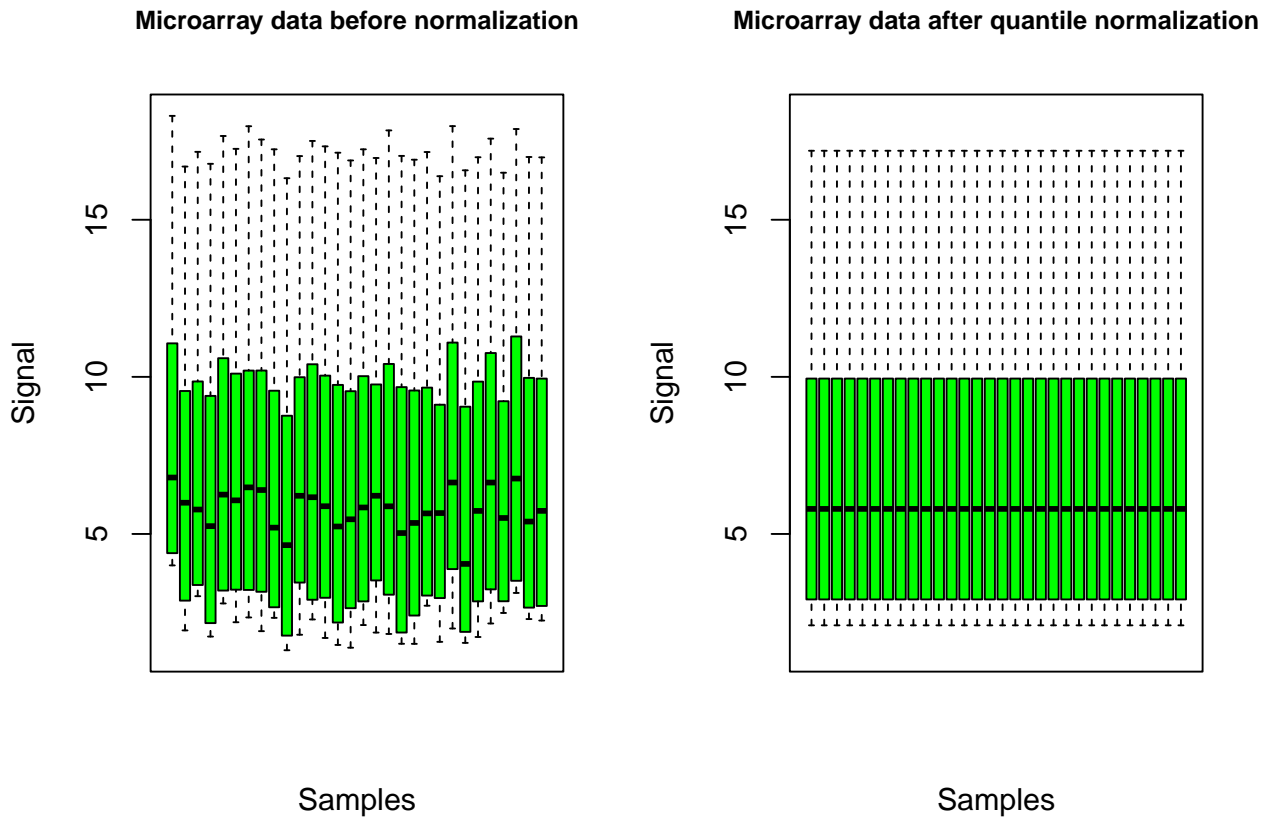 Microarray data before normalization
Signal
15
10
5
Samples
Microarray data after quantile normalization
Signal
15
10
5
Samples